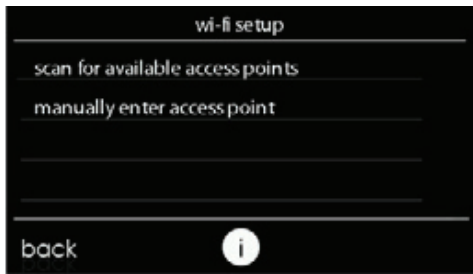 wi-fi setup
scan for available access points
manually enter access point
back
i